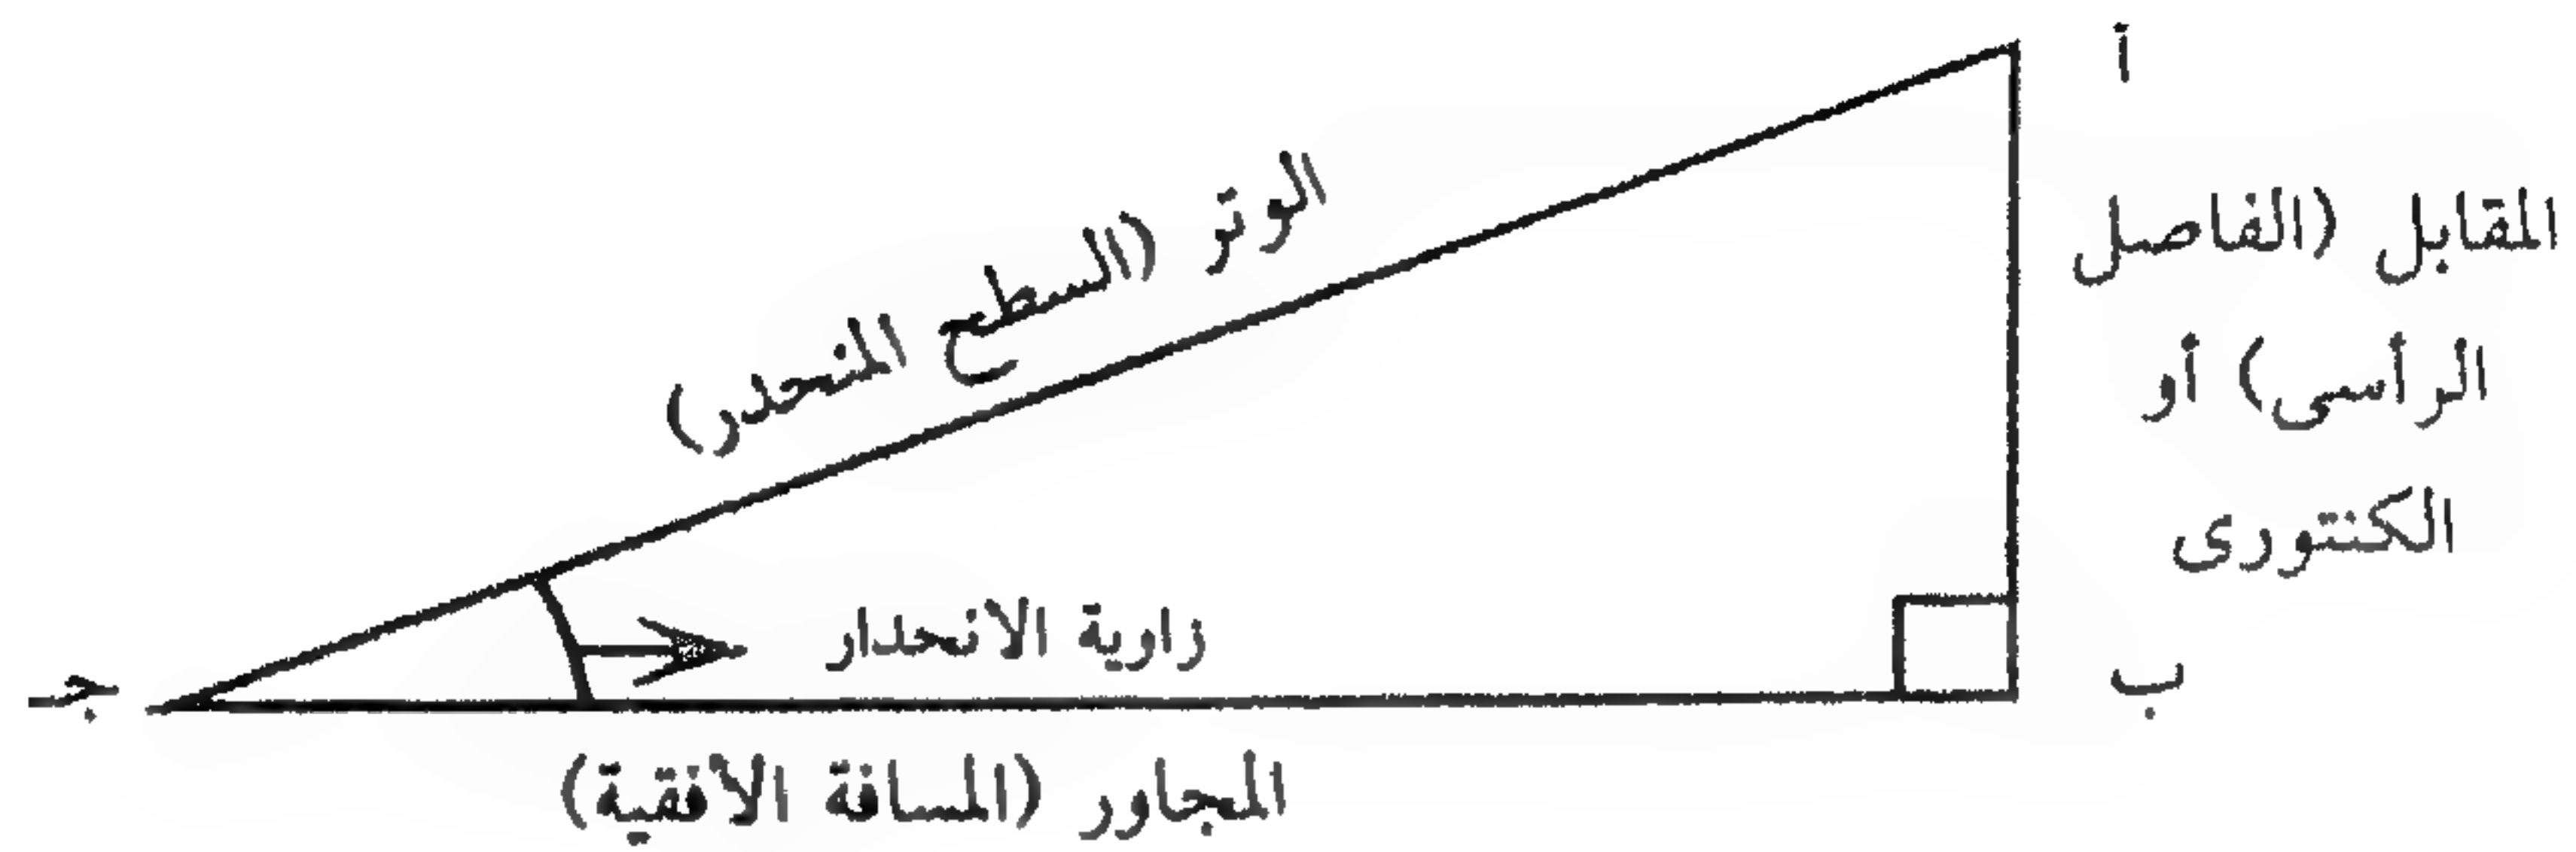 أ
المقابل (الفاصل
الرأسى) أو
الكنتورى
الوتر (السطح المنحدر)
زاوية الانحدار
ب
جـ
المجاور (المسافة الأفقية)